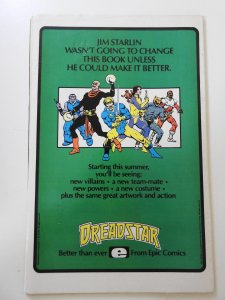 JIM STARLIN
WASN'T GOING TO CHANGE
THIS BOOK UNLESS
HE COULD MAKE IT BETTER.
Starting this summer,
you'll be seeing:
new villains • a new team-mate •
new powers • a new costume •
plus the same great artwork and action
DREADSTAR
Better than ever e From Epic Comics